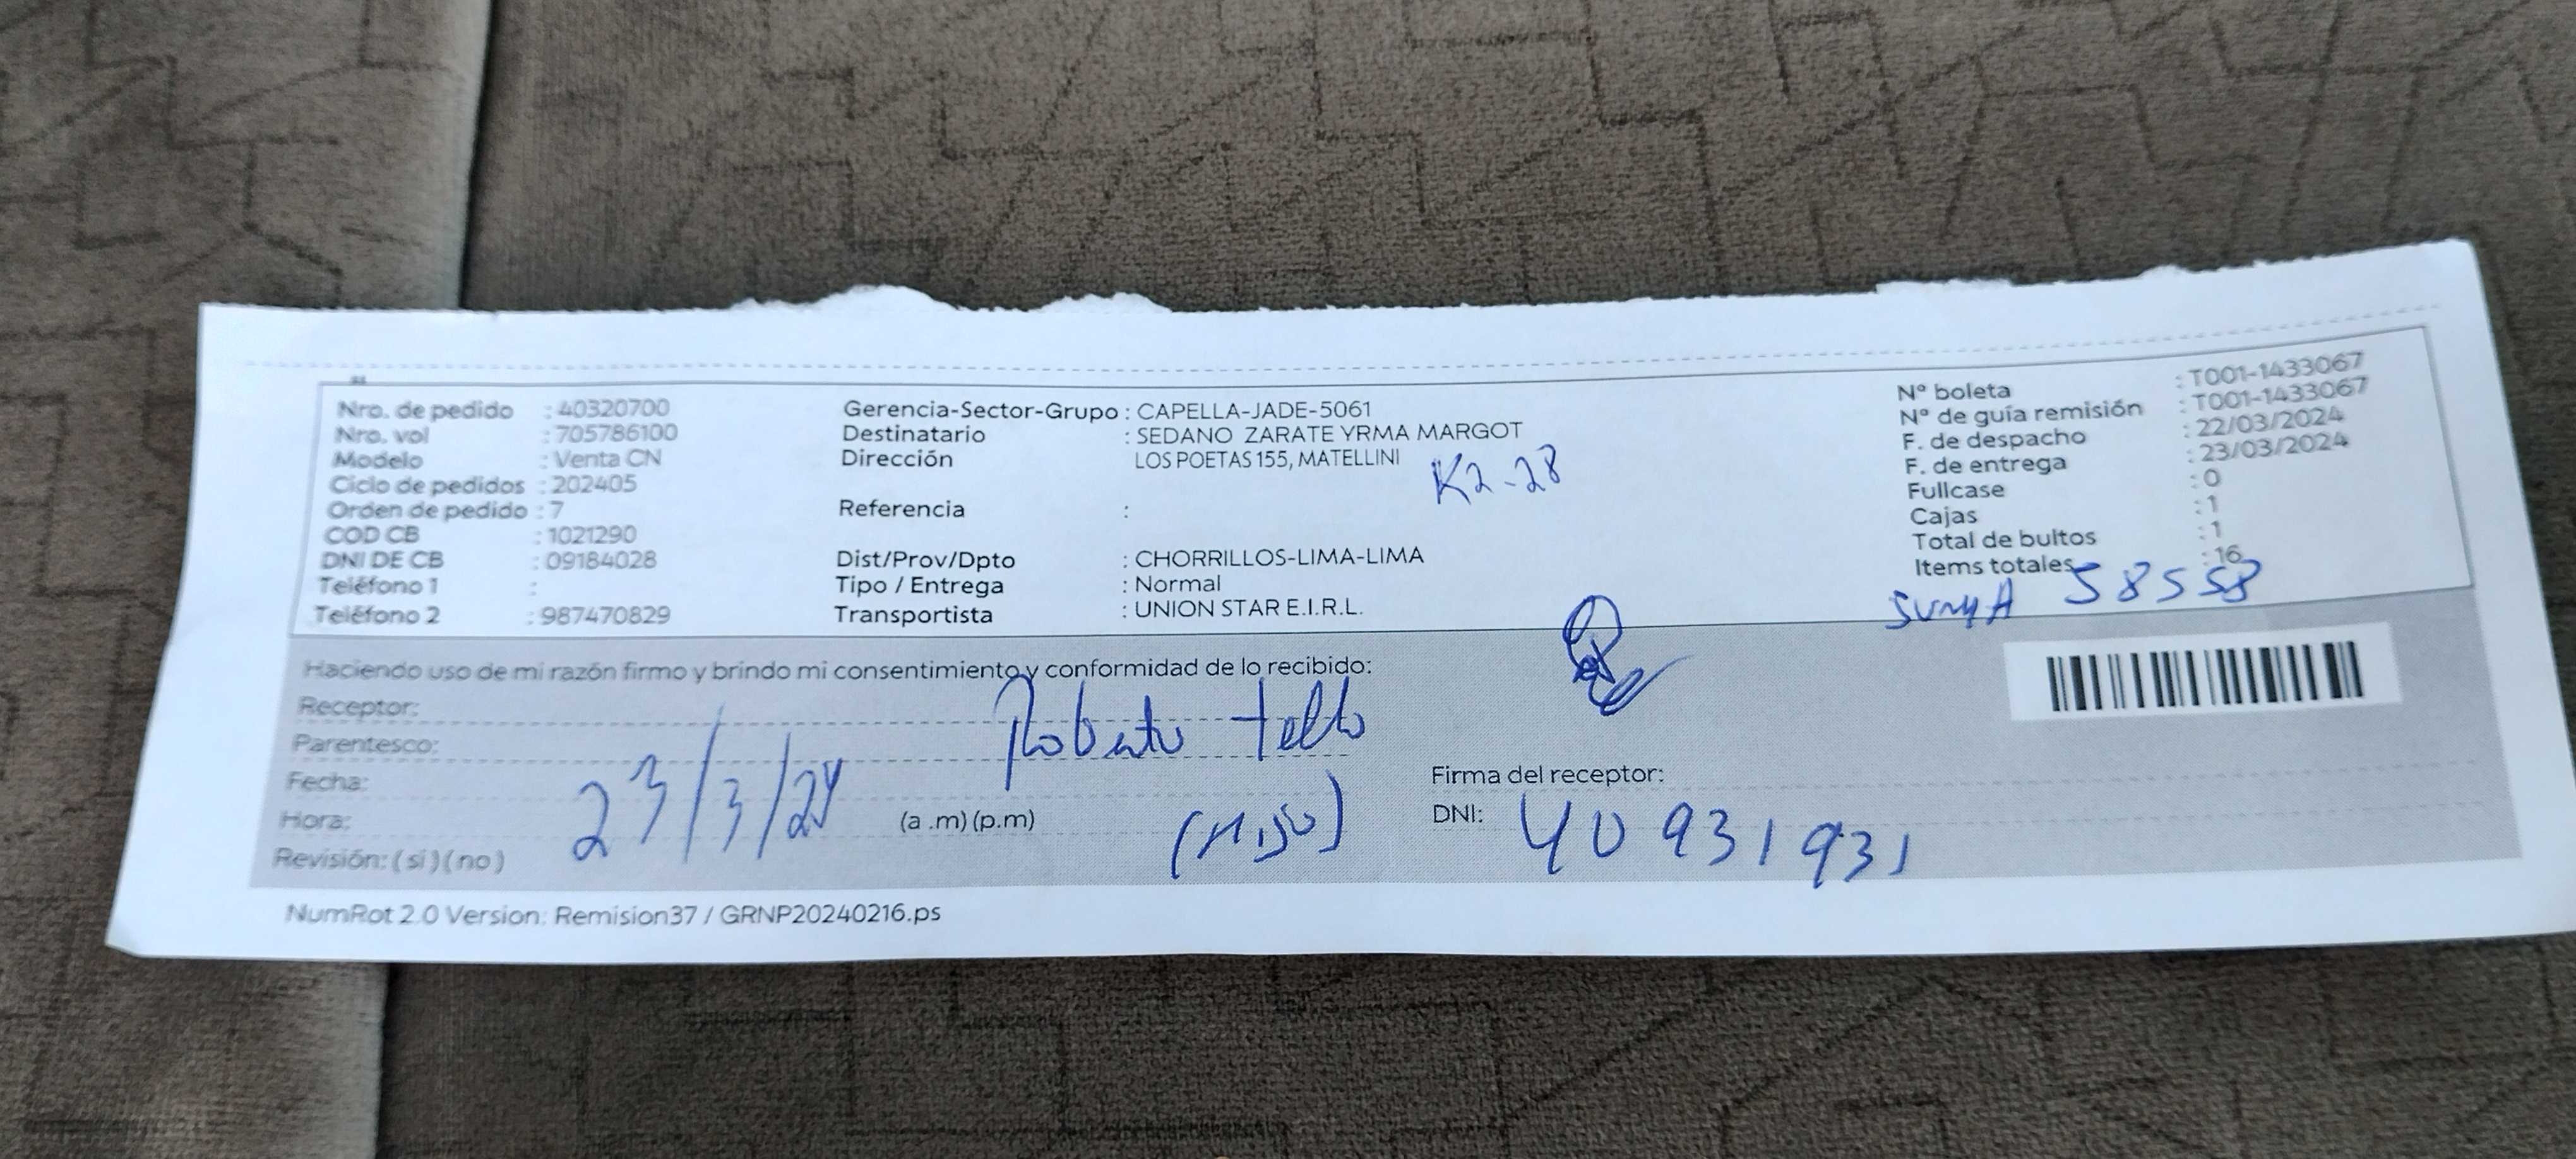 Nro. de pedido : 40320700
Nro. vol : 705786100
Modelo : Venta CN
Ciclo de pedidos : 202405
Orden de pedido : 7
COD CB : 1021290
DNI DE CB : 09184028
Teléfono 1 :
Teléfono 2 : 987470829
Gerencia-Sector-Grupo : CAPELLA-JADE-5061
Destinatario : SEDANO ZARATE YRMA MARGOT
Dirección LOS POETAS 155, MATELLINI
K2-28
Referencia :
Dist/Prov/Dpto : CHORRILLOS-LIMA-LIMA
Tipo / Entrega : Normal
Transportista : UNION STAR E.I.R.L.
N° boleta : T001-1433067
N° de guía remisión : T001-1433067
F. de despacho : 22/03/2024
F. de entrega : 23/03/2024
Fullcase : 0
Cajas : 1
Total de bultos : 1
Items totales : 16
SUMA 58558
Haciendo uso de mi razón firmo y brindo mi consentimiento y conformidad de lo recibido:
Receptor: Roberto Tello
Parentesco:
Fecha: 23/3/24
Hora: (a .m) (p.m)
Revisión: ( si ) ( no )
Firma del receptor:
DNI: 40931931
NumRot 2.0 Version: Remision37 / GRNP20240216.ps